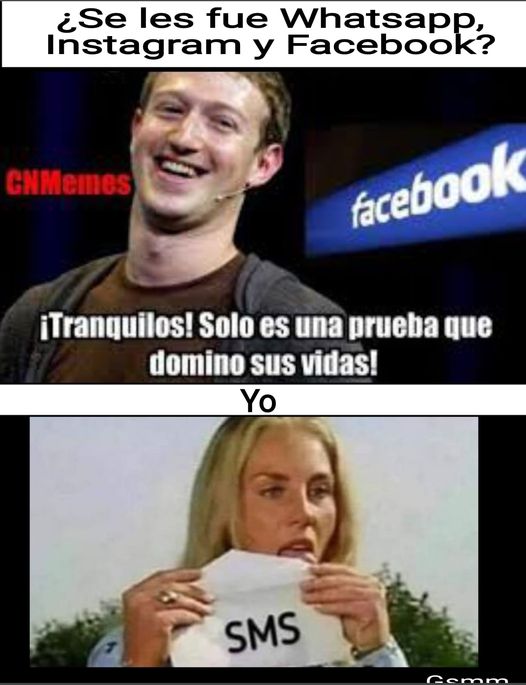 ¿Se les fue Whatsapp,
Instagram y Facebook?
CNMemes
facebook
¡Tranquilos! Solo es una prueba que
domino sus vidas!
Yo
SMS
Gsmm